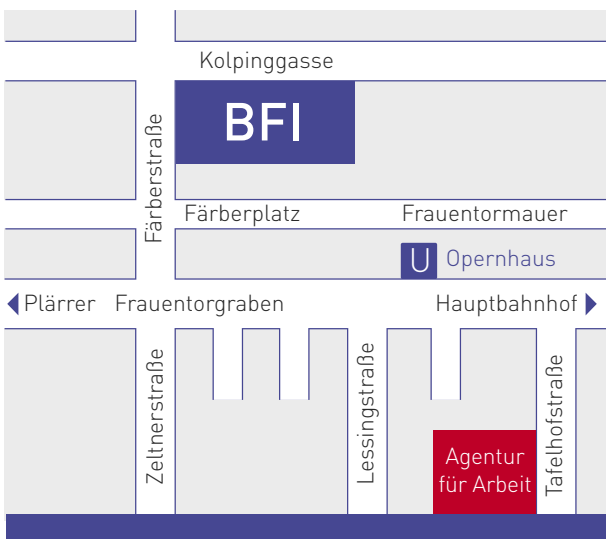 Kolpinggasse
BFI
Färberstraße
Färberplatz
Frauentormauer
U Opernhaus
Plärrer
Frauentorgraben
Hauptbahnhof
Zeltnerstraße
Lessingstraße
Tafelhofstraße
Agentur
für Arbeit